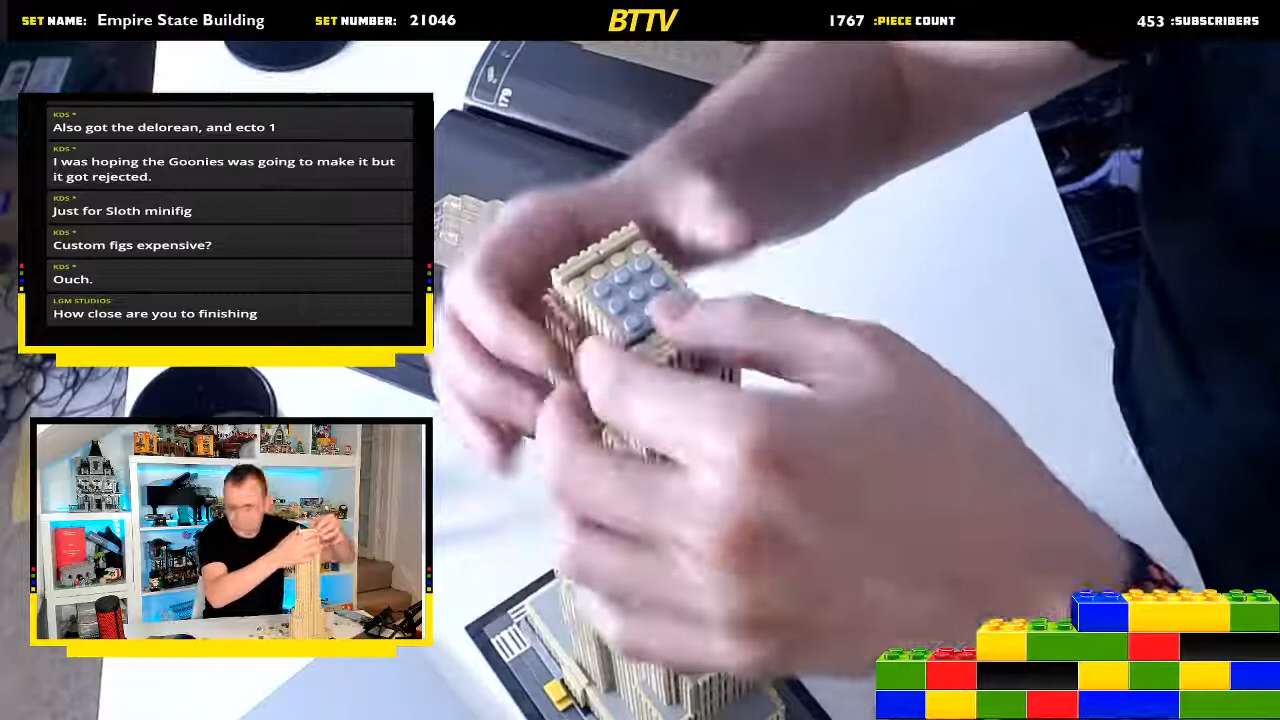 SET NAME: Empire State Building SET NUMBER: 21046 BTTV 1767 :PIECE COUNT 453 :SUBSCRIBERS
KDS *
Also got the delorean, and ecto 1
KDS *
I was hoping the Goonies was going to make it but
it got rejected.
KDS *
Just for Sloth minifig
KDS *
Custom figs expensive?
KDS *
Ouch.
LGM STUDIOS
How close are you to finishing
179